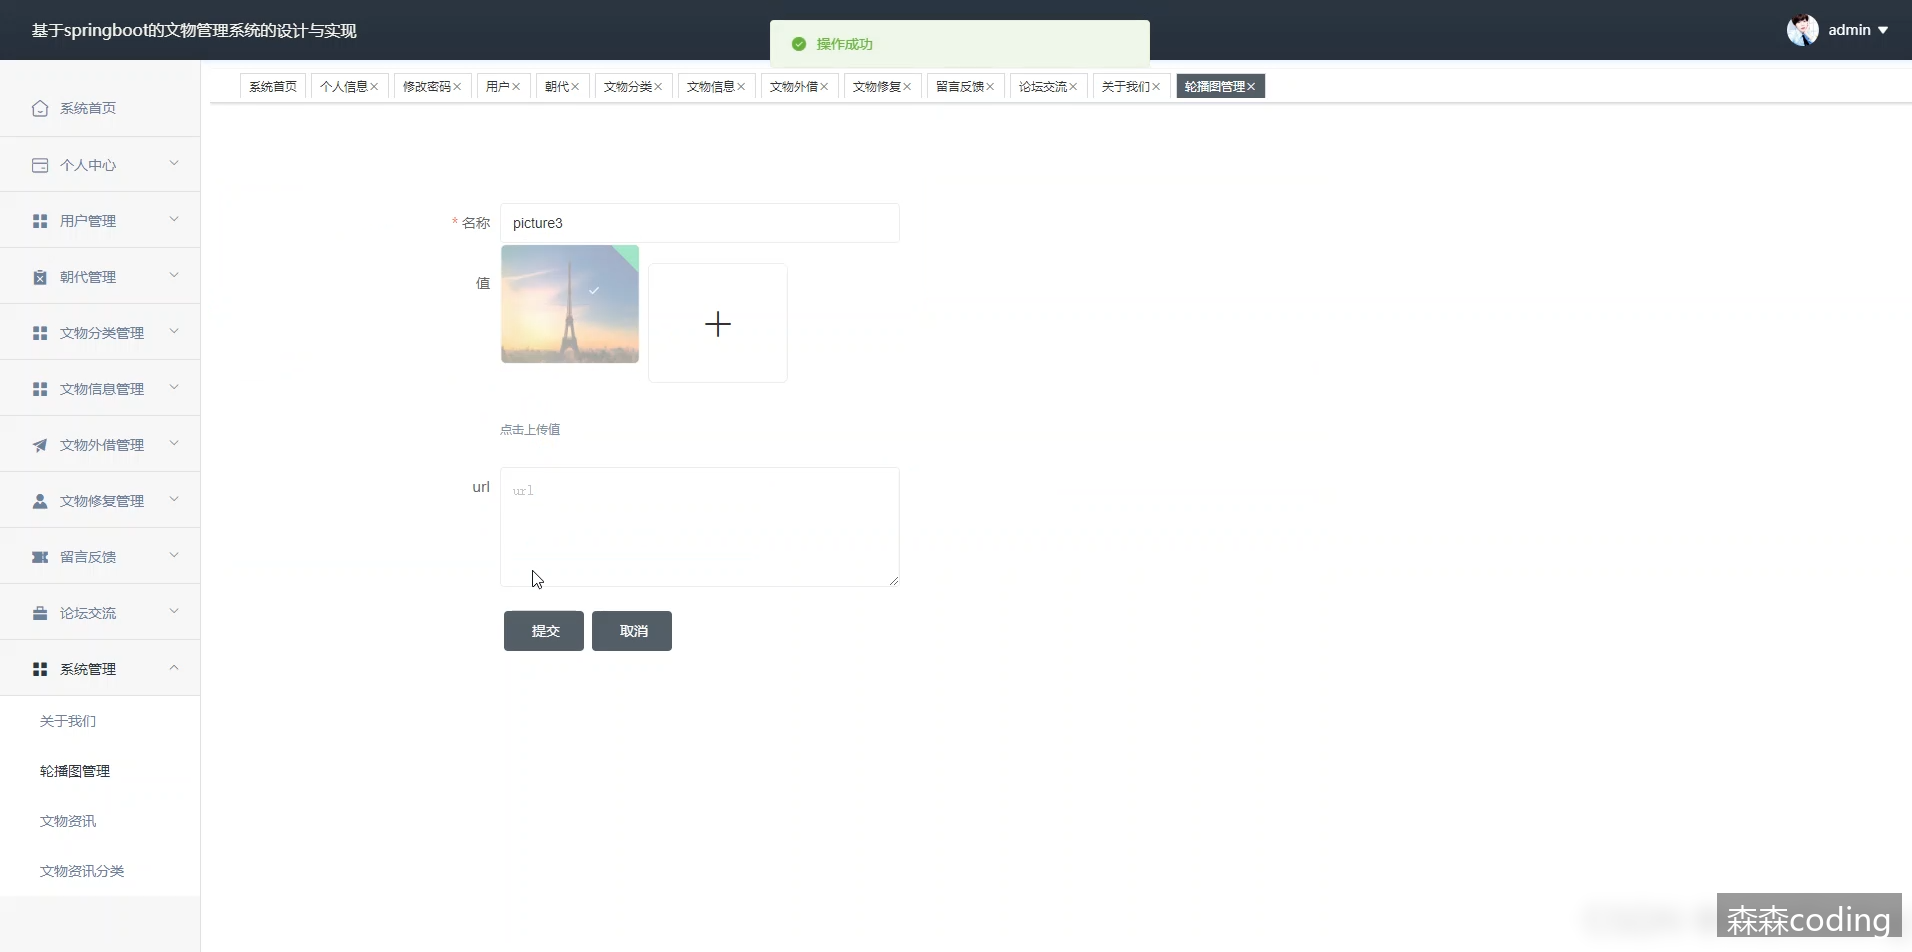 基于springboot的文物管理系统的设计与实现
操作成功
admin
系统首页 个人信息 修改密码 用户 朝代 文物分类 文物信息 文物外借 文物修复 留言反馈 论坛交流 关于我们 轮播图管理
系统首页
个人中心
用户管理
朝代管理
文物分类管理
文物信息管理
文物外借管理
文物修复管理
留言反馈
论坛交流
系统管理
关于我们
轮播图管理
文物资讯
文物资讯分类
* 名称 picture3
值
点击上传值
url url
提交 取消
森森coding